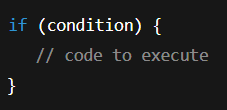 if (condition) {
   // code to execute
}